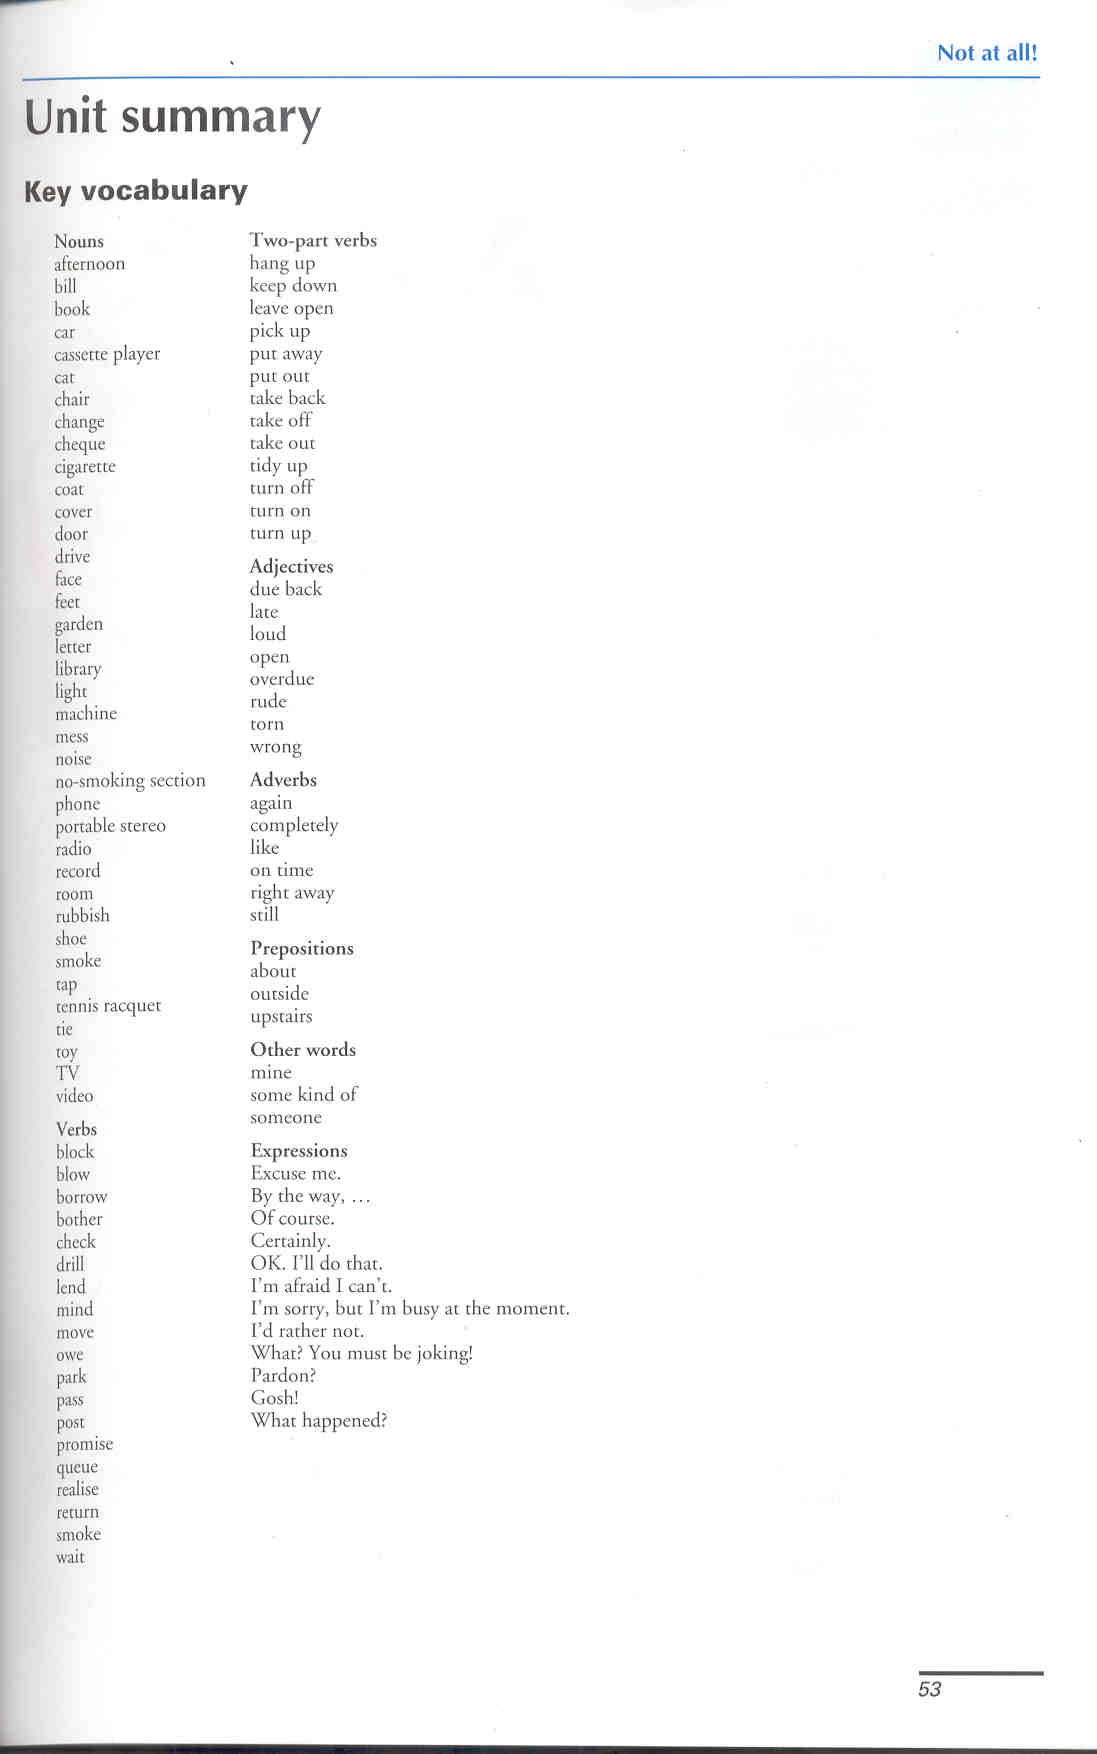 Not at all!
Unit summary
Key vocabulary
Nouns
afternoon
bill
book
car
cassette player
cat
chair
change
cheque
cigarette
coat
cover
door
drive
face
feet
garden
letter
library
light
machine
mess
noise
no-smoking section
phone
portable stereo
radio
record
room
rubbish
shoe
smoke
tap
tennis racquet
tie
toy
TV
video
Verbs
block
blow
borrow
bother
check
drill
lend
mind
move
owe
park
pass
post
promise
queue
realise
return
smoke
wait
Two-part verbs
hang up
keep down
leave open
pick up
put away
put out
take back
take off
take out
tidy up
turn off
turn on
turn up
Adjectives
due back
late
loud
open
overdue
rude
torn
wrong
Adverbs
again
completely
like
on time
right away
still
Prepositions
about
outside
upstairs
Other words
mine
some kind of
someone
Expressions
Excuse me.
By the way, ...
Of course.
Certainly.
OK. I'll do that.
I'm afraid I can't.
I'm sorry, but I'm busy at the moment.
I'd rather not.
What? You must be joking!
Pardon?
Gosh!
What happened?
53